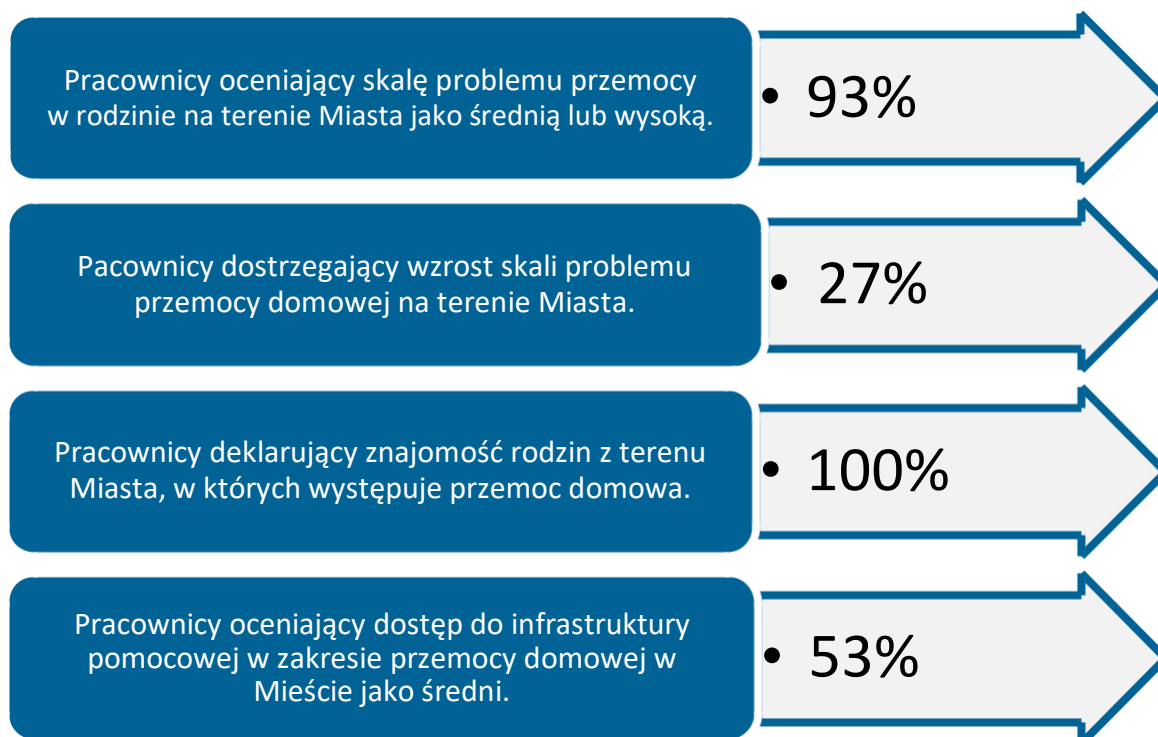 Pracownicy oceniający skalę problemu przemocy
w rodzinie na terenie Miasta jako średnią lub wysoką.
• 93%
Pacownicy dostrzegający wzrost skali problemu
przemocy domowej na terenie Miasta.
• 27%
Pracownicy deklarujący znajomość rodzin z terenu
Miasta, w których występuje przemoc domowa.
• 100%
Pracownicy oceniający dostęp do infrastruktury
pomocowej w zakresie przemocy domowej w
Mieście jako średni.
• 53%